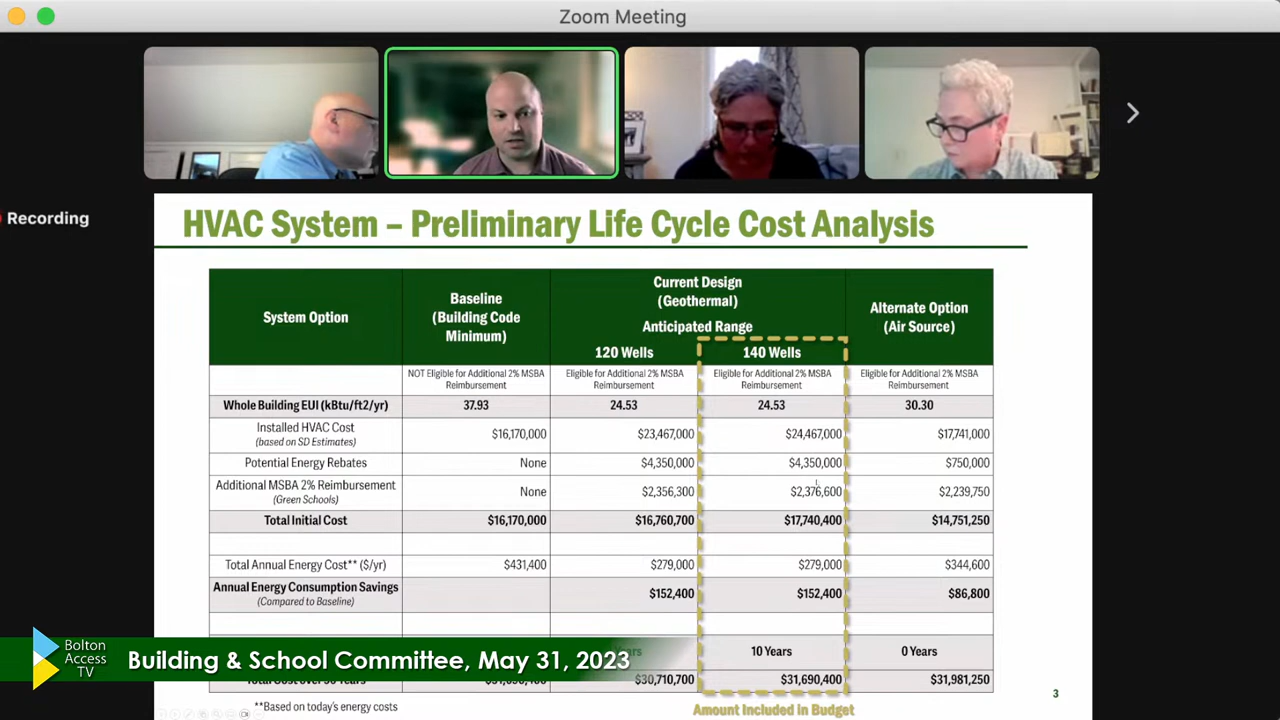 Zoom Meeting
Recording
HVAC System – Preliminary Life Cycle Cost Analysis
System Option
Baseline
(Building Code
Minimum)
Current Design
(Geothermal)
Anticipated Range
120 Wells
140 Wells
Alternate Option
(Air Source)
NOT Eligible for Additional 2% MSBA
Reimbursement
Eligible for Additional 2% MSBA
Reimbursement
Eligible for Additional 2% MSBA
Reimbursement
Eligible for Additional 2% MSBA
Reimbursement
Whole Building EUI (kBtu/ft2/yr) 37.93 24.53 24.53 30.30
Installed HVAC Cost
(based on SD Estimates)
$16,170,000 $23,467,000 $24,467,000 $17,741,000
Potential Energy Rebates None $4,350,000 $4,350,000 $750,000
Additional MSBA 2% Reimbursement
(Green Schools)
None $2,356,300 $2,376,600 $2,239,750
Total Initial Cost $16,170,000 $16,760,700 $17,740,400 $14,751,250
Total Annual Energy Cost** ($/yr) $431,400 $279,000 $279,000 $344,600
Annual Energy Consumption Savings
(Compared to Baseline)
$152,400 $152,400 $86,800
10 Years 0 Years
$30,710,700 $31,690,400 $31,981,250
**Based on today's energy costs
Amount Included in Budget
3
Bolton
Access
TV
Building & School Committee, May 31, 2023